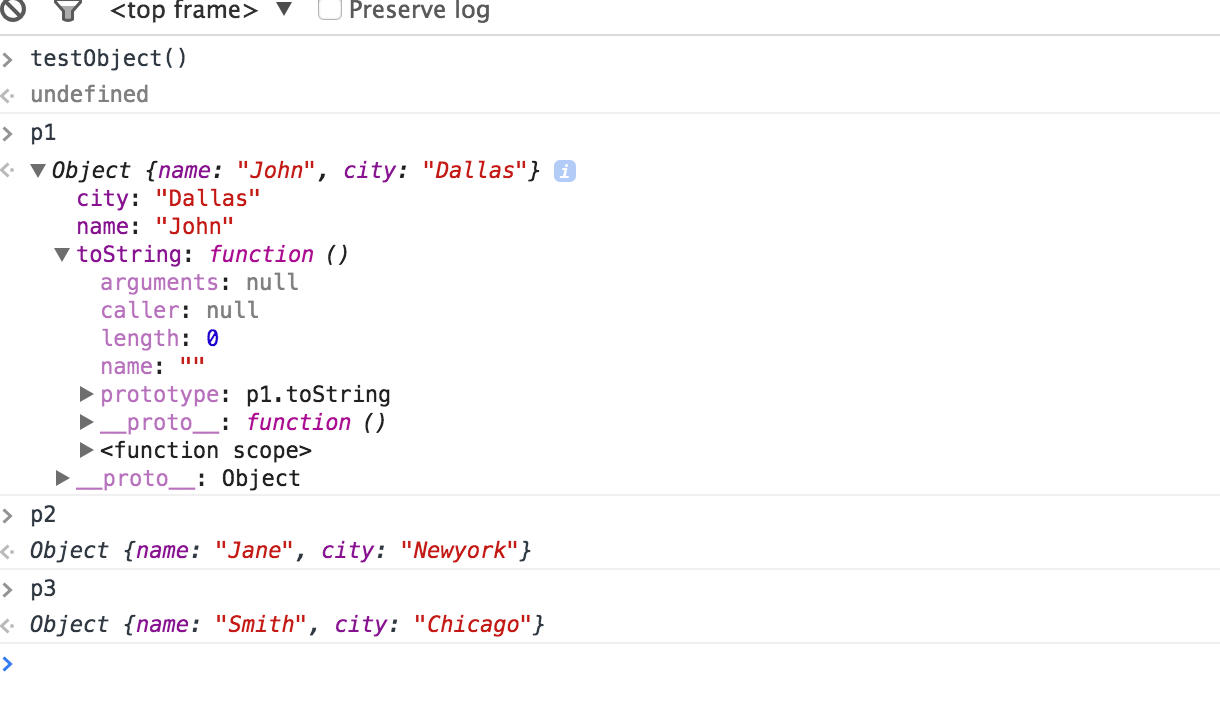 <top frame> ▼ Preserve log
> testObject()
undefined
> p1
▼Object {name: "John", city: "Dallas"} i
city: "Dallas"
name: "John"
▼toString: function ()
arguments: null
caller: null
length: 0
name: ""
▶prototype: p1.toString
▶__proto__: function ()
▶<function scope>
▶__proto__: Object
> p2
Object {name: "Jane", city: "Newyork"}
> p3
Object {name: "Smith", city: "Chicago"}
>